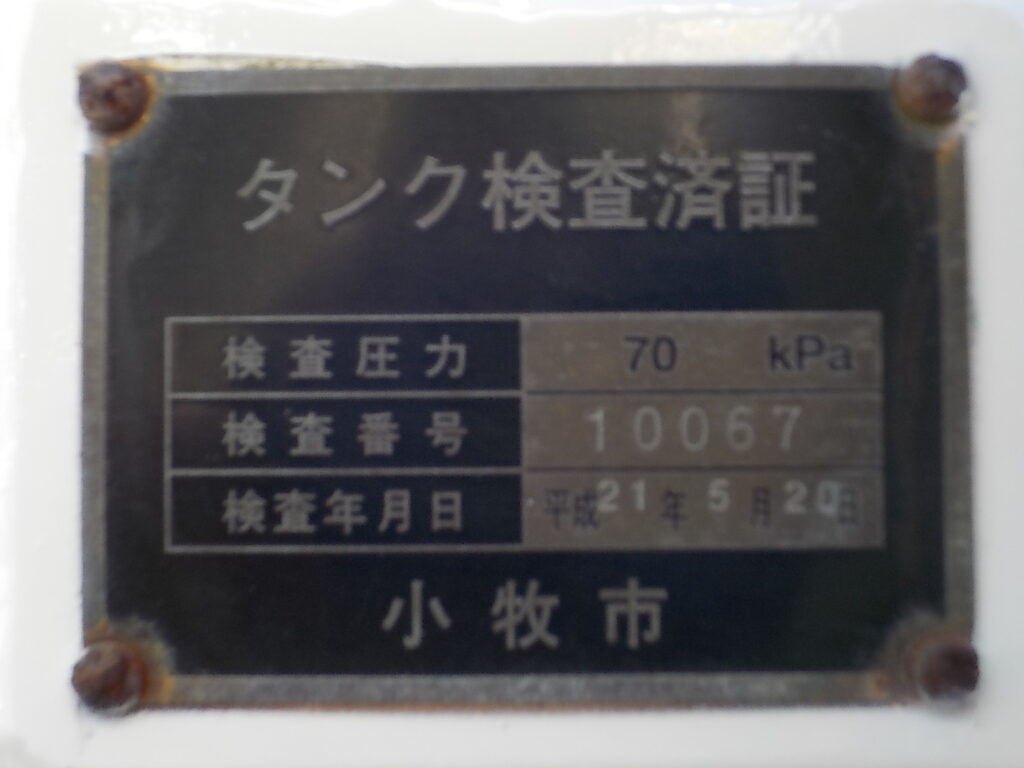 タンク検査済証
検査圧力 70 kPa
検査番号 10067
検査年月日 平成21年5月20日
小牧市